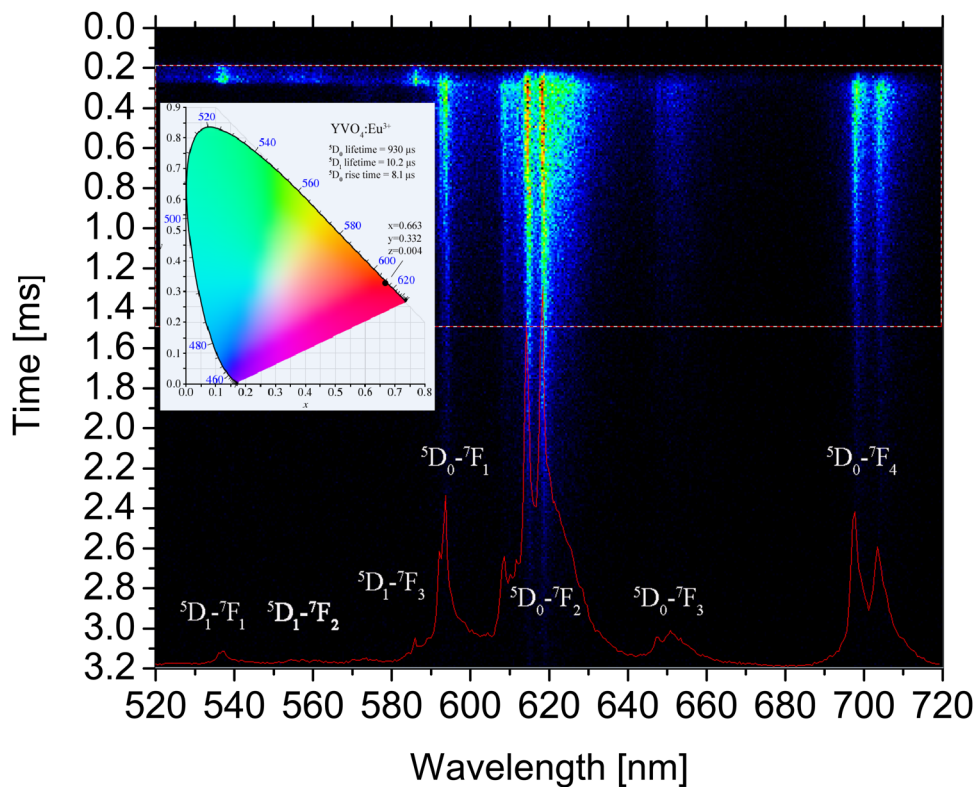 0.0
0.2
0.4
0.6
0.8
1.0
1.2
1.4
1.6
1.8
2.0
2.2
2.4
2.6
2.8
3.0
3.2
Time [ms]
520 540 560 580 600 620 640 660 680 700 720
Wavelength [nm]
YVO₄:Eu³⁺
⁵D₀ lifetime = 930 μs
⁵D₁ lifetime = 10.2 μs
⁵D₀ rise time = 8.1 μs
x=0.663
y=0.332
z=0.004
0.9
0.8
0.7
0.6
0.5
0.4
0.3
0.2
0.1
0.0
0.0 0.1 0.2 0.3 0.4 0.5 0.6 0.7 0.8
x
520
540
560
580
600
620
500
480
460
⁵D₀-⁷F₁
⁵D₀-⁷F₄
⁵D₁-⁷F₃
⁵D₁-⁷F₁
⁵D₁-⁷F₂
⁵D₀-⁷F₂
⁵D₀-⁷F₃